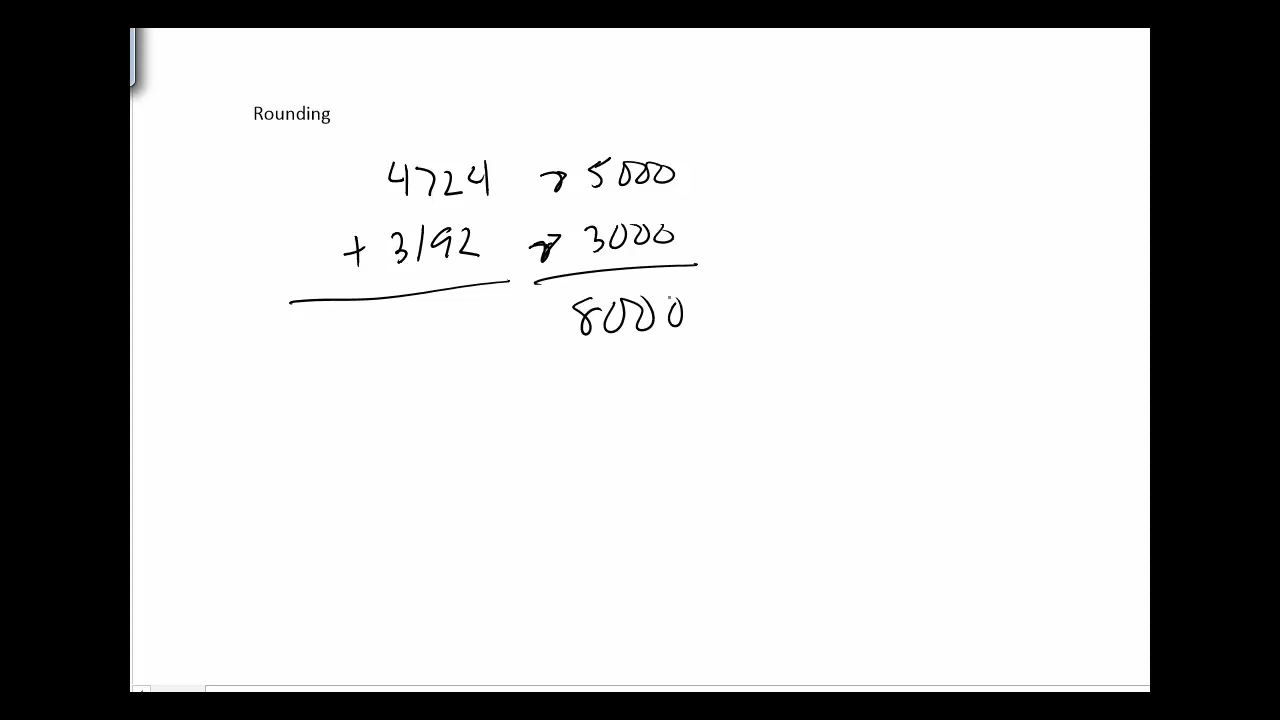 Rounding
4724 → 5000
+ 3192 → 3000
8000